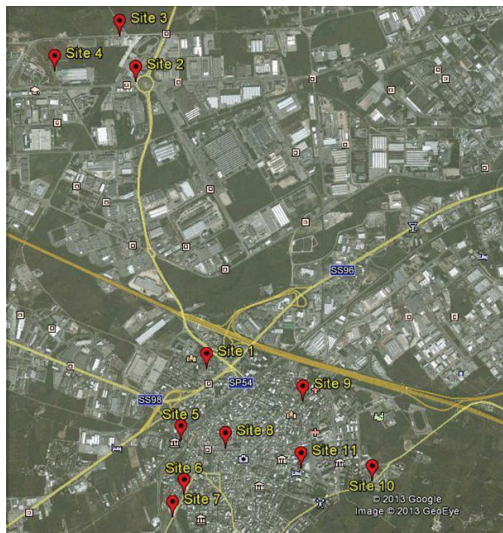 Site 3
Site 4
Site 2
SS96
Site 1
SP54
Site 9
SS98
Site 5
Site 8
Site 11
Site 6
Site 10
Site 7
© 2013 Google
Image © 2013 GeoEye